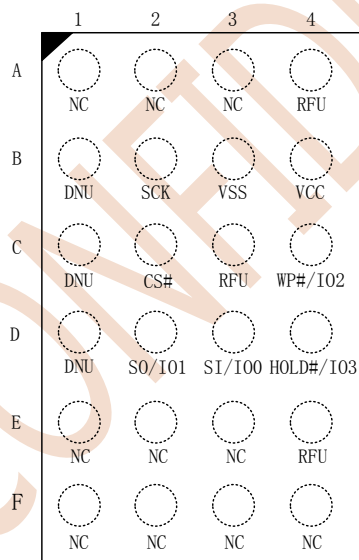 1 2 3 4
A
NC NC NC RFU
B
DNU SCK VSS VCC
C
DNU CS# RFU WP#/IO2
D
DNU SO/IO1 SI/IO0 HOLD#/IO3
E
NC NC NC RFU
F
NC NC NC NC